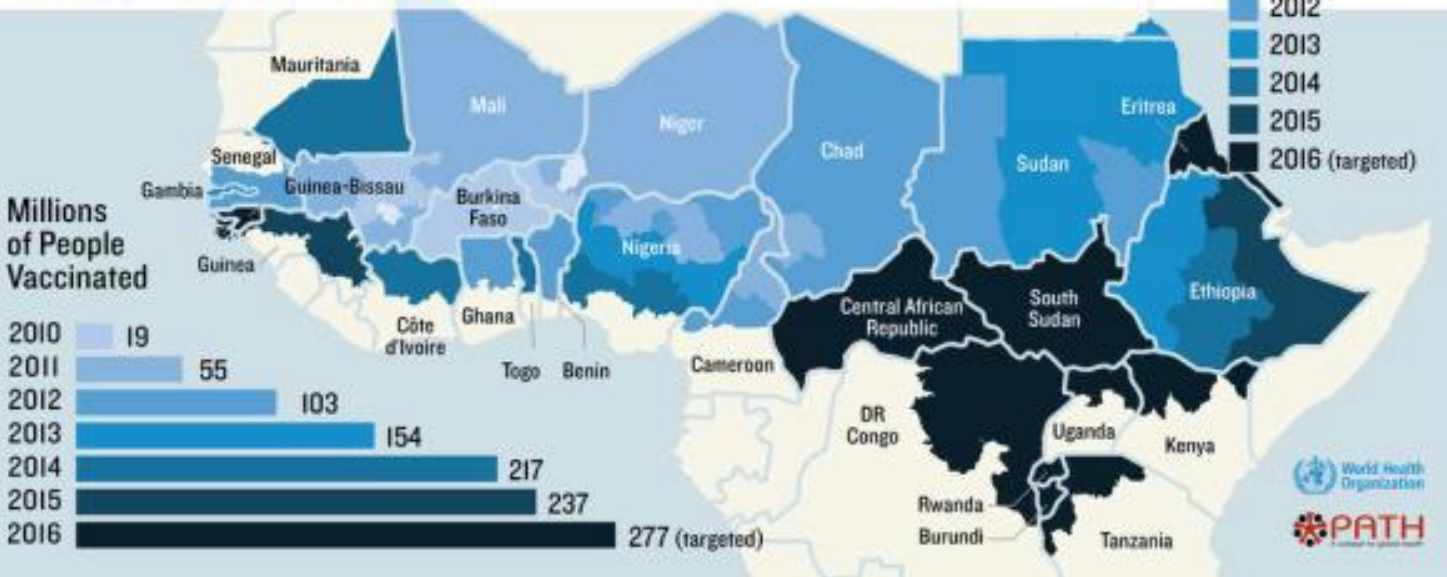 2012
2013
2014
2015
2016 (targeted)
Mauritania
Mali
Niger
Chad
Sudan
Eritrea
Senegal
Gambia
Guinea-Bissau
Burkina
Faso
Nigeria
Guinea
Côte
d'Ivoire
Ghana
Togo
Benin
Cameroon
Central African
Republic
South
Sudan
Ethiopia
DR
Congo
Uganda
Kenya
Rwanda
Burundi
Tanzania
Millions
of People
Vaccinated
2010 19
2011 55
2012 103
2013 154
2014 217
2015 237
2016 277 (targeted)
World Health
Organization
PATH